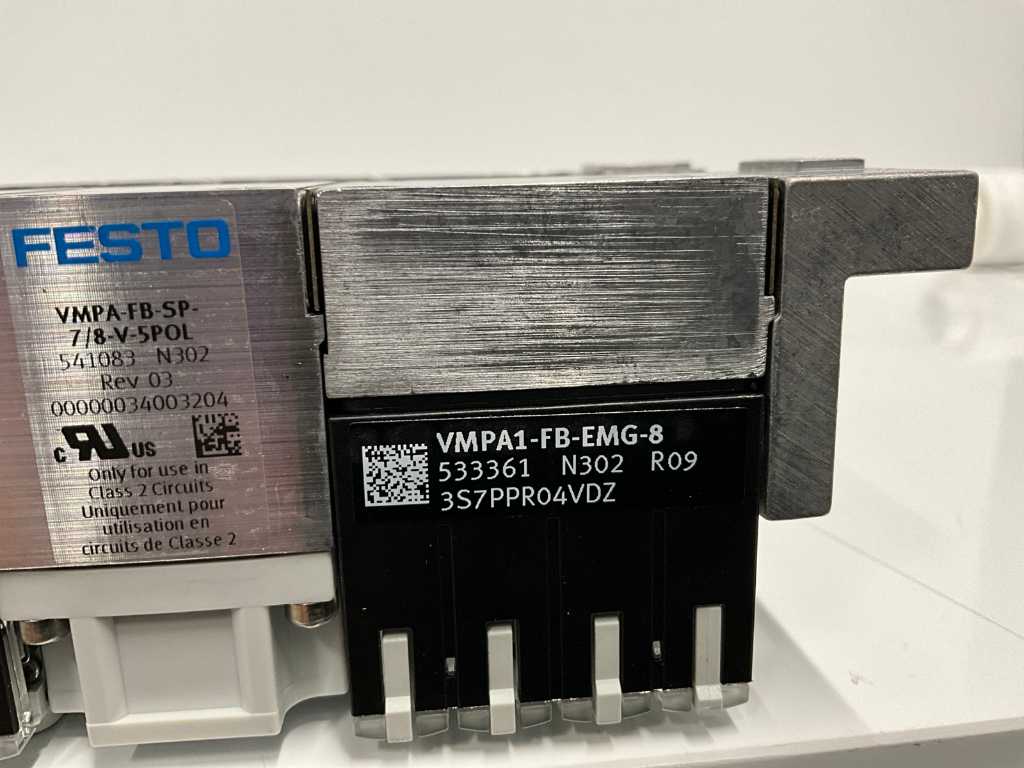 FESTO
VMPA-FB-SP-
7/8-V-5POL
541083 N302
Rev 03
00000034003204
c RU US
Only for use in
Class 2 Circuits
Uniquement pour
utilisation en
circuits de Classe 2
VMPA1-FB-EMG-8
533361 N302 R09
3S7PPR04VDZ